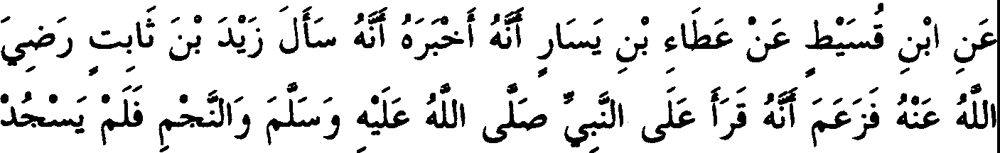 عَنِ ابْنِ قُسَيْطٍ عَنْ عَطَاءِ بْنِ يَسَارٍ أَنَّهُ أَخْبَرَهُ أَنَّهُ سَأَلَ زَيْدَ بْنَ ثَابِتٍ رَضِيَ
اللَّهُ عَنْهُ فَزَعَمَ أَنَّهُ قَرَأَ عَلَى النَّبِيِّ صَلَّى اللَّهُ عَلَيْهِ وَسَلَّمَ وَالنَّجْمِ فَلَمْ يَسْجُدْ